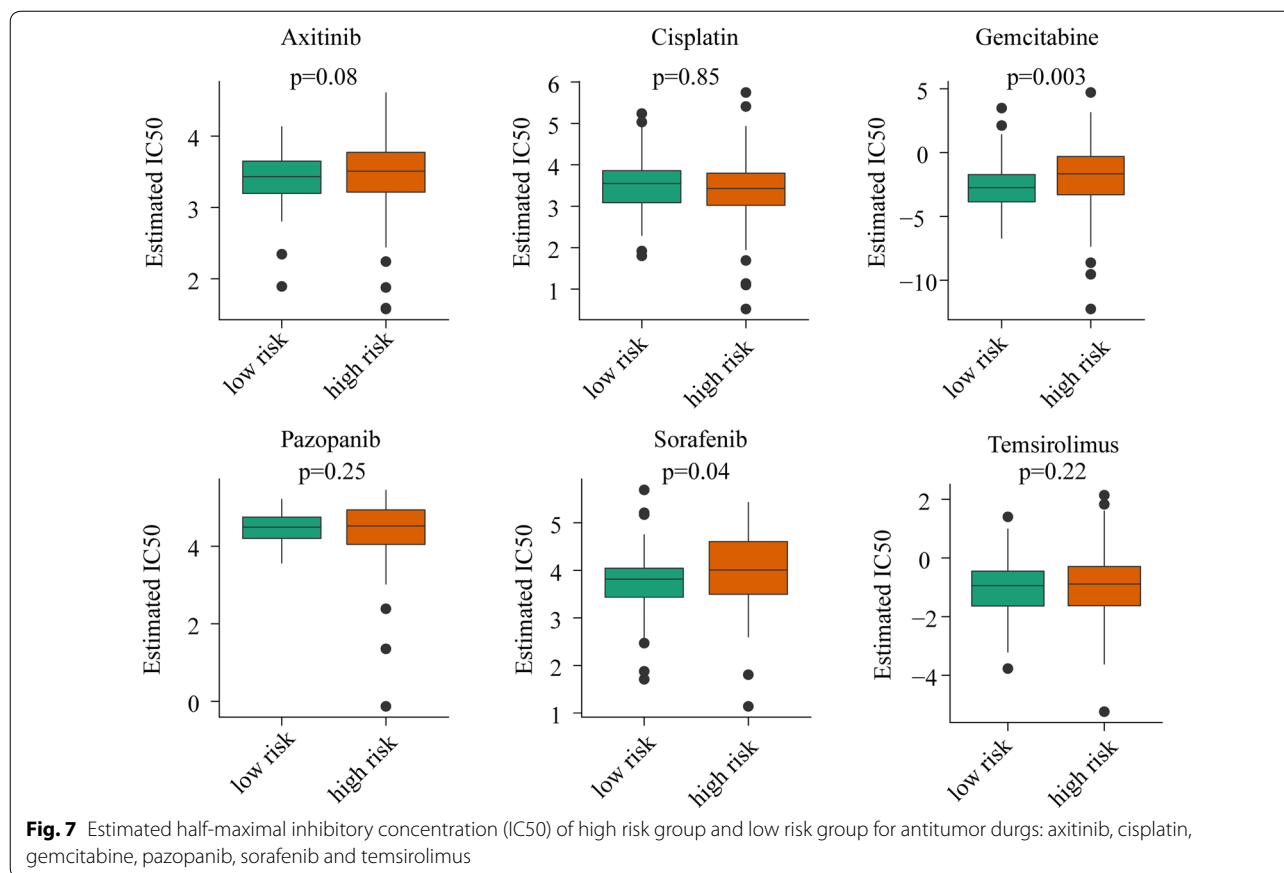 Axitinib
p=0.08
Estimated IC50
4
3
2
low risk
high risk
Cisplatin
p=0.85
Estimated IC50
6
5
4
3
2
1
low risk
high risk
Gemcitabine
p=0.003
Estimated IC50
5
0
−5
−10
low risk
high risk
Pazopanib
p=0.25
Estimated IC50
4
2
0
low risk
high risk
Sorafenib
p=0.04
Estimated IC50
5
4
3
2
1
low risk
high risk
Temsirolimus
p=0.22
Estimated IC50
2
0
−2
−4
low risk
high risk
Fig. 7 Estimated half-maximal inhibitory concentration (IC50) of high risk group and low risk group for antitumor durgs: axitinib, cisplatin,
gemcitabine, pazopanib, sorafenib and temsirolimus